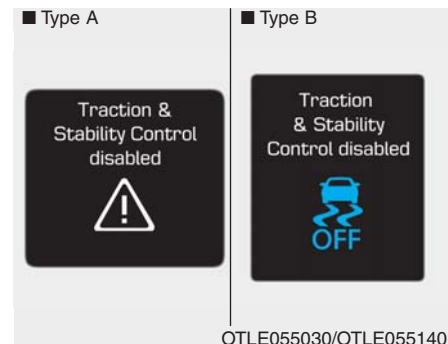 ■ Type A
Traction &
Stability Control
disabled
■ Type B
Traction
& Stability
Control disabled
OFF
OTLE055030/OTLE055140